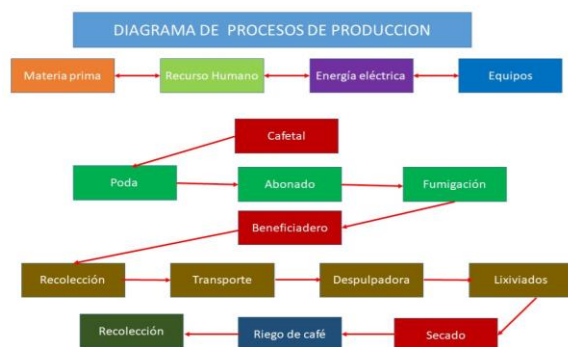 DIAGRAMA DE PROCESOS DE PRODUCCION
Materia prima
Recurso Humano
Energía eléctrica
Equipos
Cafetal
Poda
Abonado
Fumigación
Beneficiadero
Recolección
Transporte
Despulpadora
Lixiviados
Recolección
Riego de café
Secado